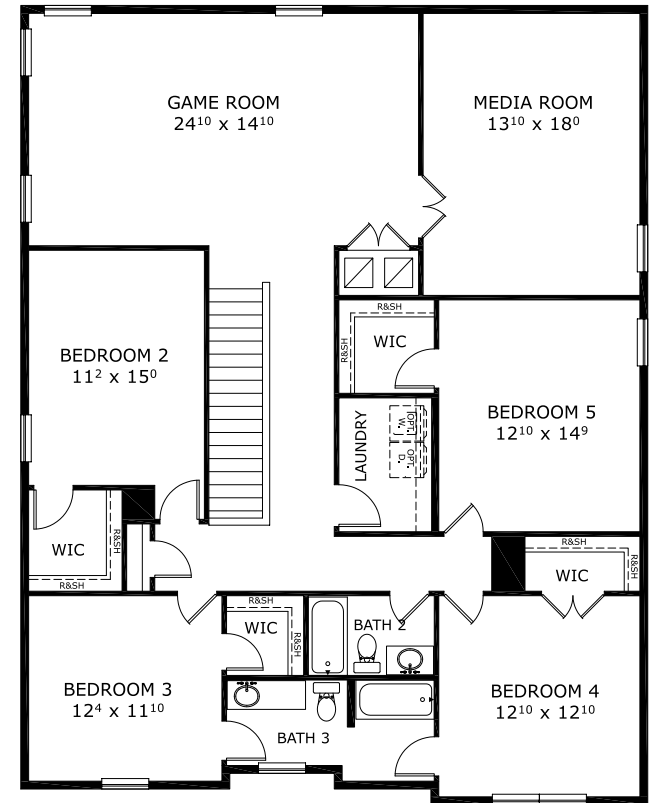 GAME ROOM
24¹⁰ x 14¹⁰
MEDIA ROOM
13¹⁰ x 18⁰
R&SH
R&SH
WIC
BEDROOM 2
11² x 15⁰
BEDROOM 5
12¹⁰ x 14⁹
LAUNDRY
(OPT.
W.)
OPT.
D.
WIC
R&SH
R&SH
R&SH
R&SH
WIC
R&SH
WIC
R&SH
BATH 2
BEDROOM 3
12⁴ x 11¹⁰
BEDROOM 4
12¹⁰ x 12¹⁰
BATH 3